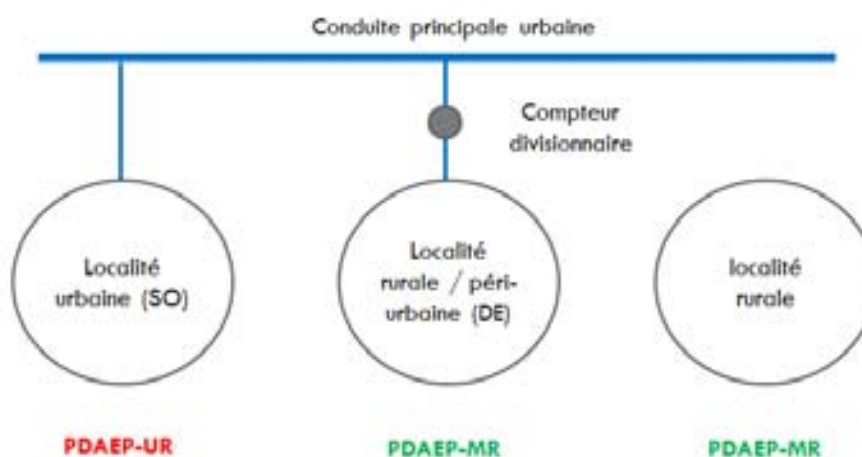 Conduite principale urbaine
Compteur
divisionnaire
Localité
urbaine (SO)
Localité
rurale / péri-
urbaine (DE)
localité
rurale
PDAEP-UR
PDAEP-MR
PDAEP-MR